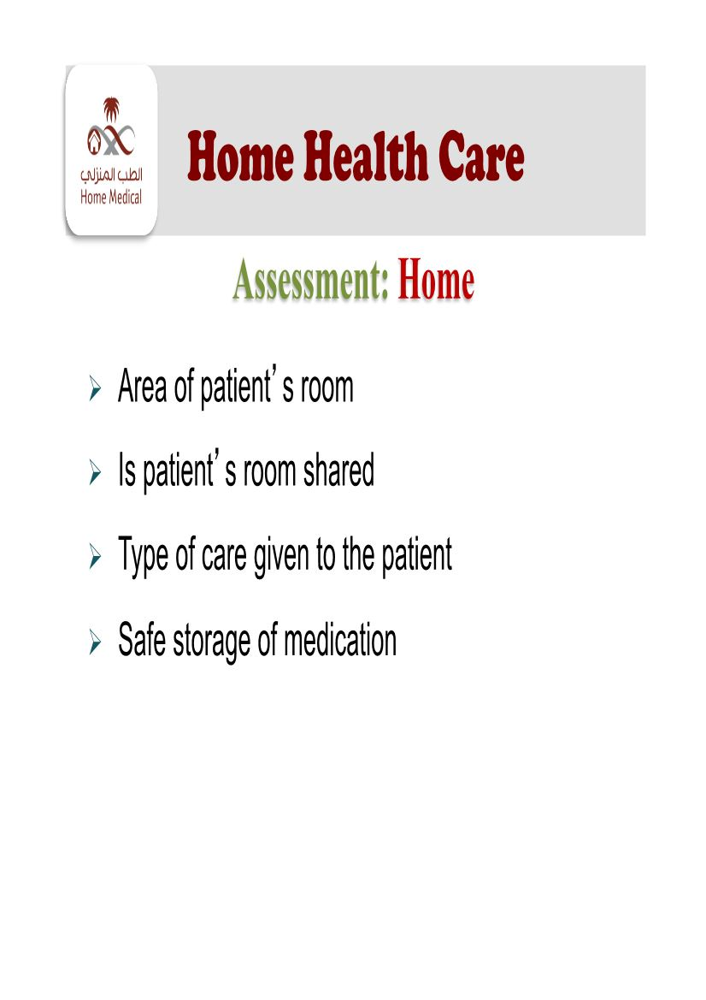 الطب المنزلي
Home Medical
Home Health Care
Assessment: Home
Area of patient’s room
Is patient’s room shared
Type of care given to the patient
Safe storage of medication